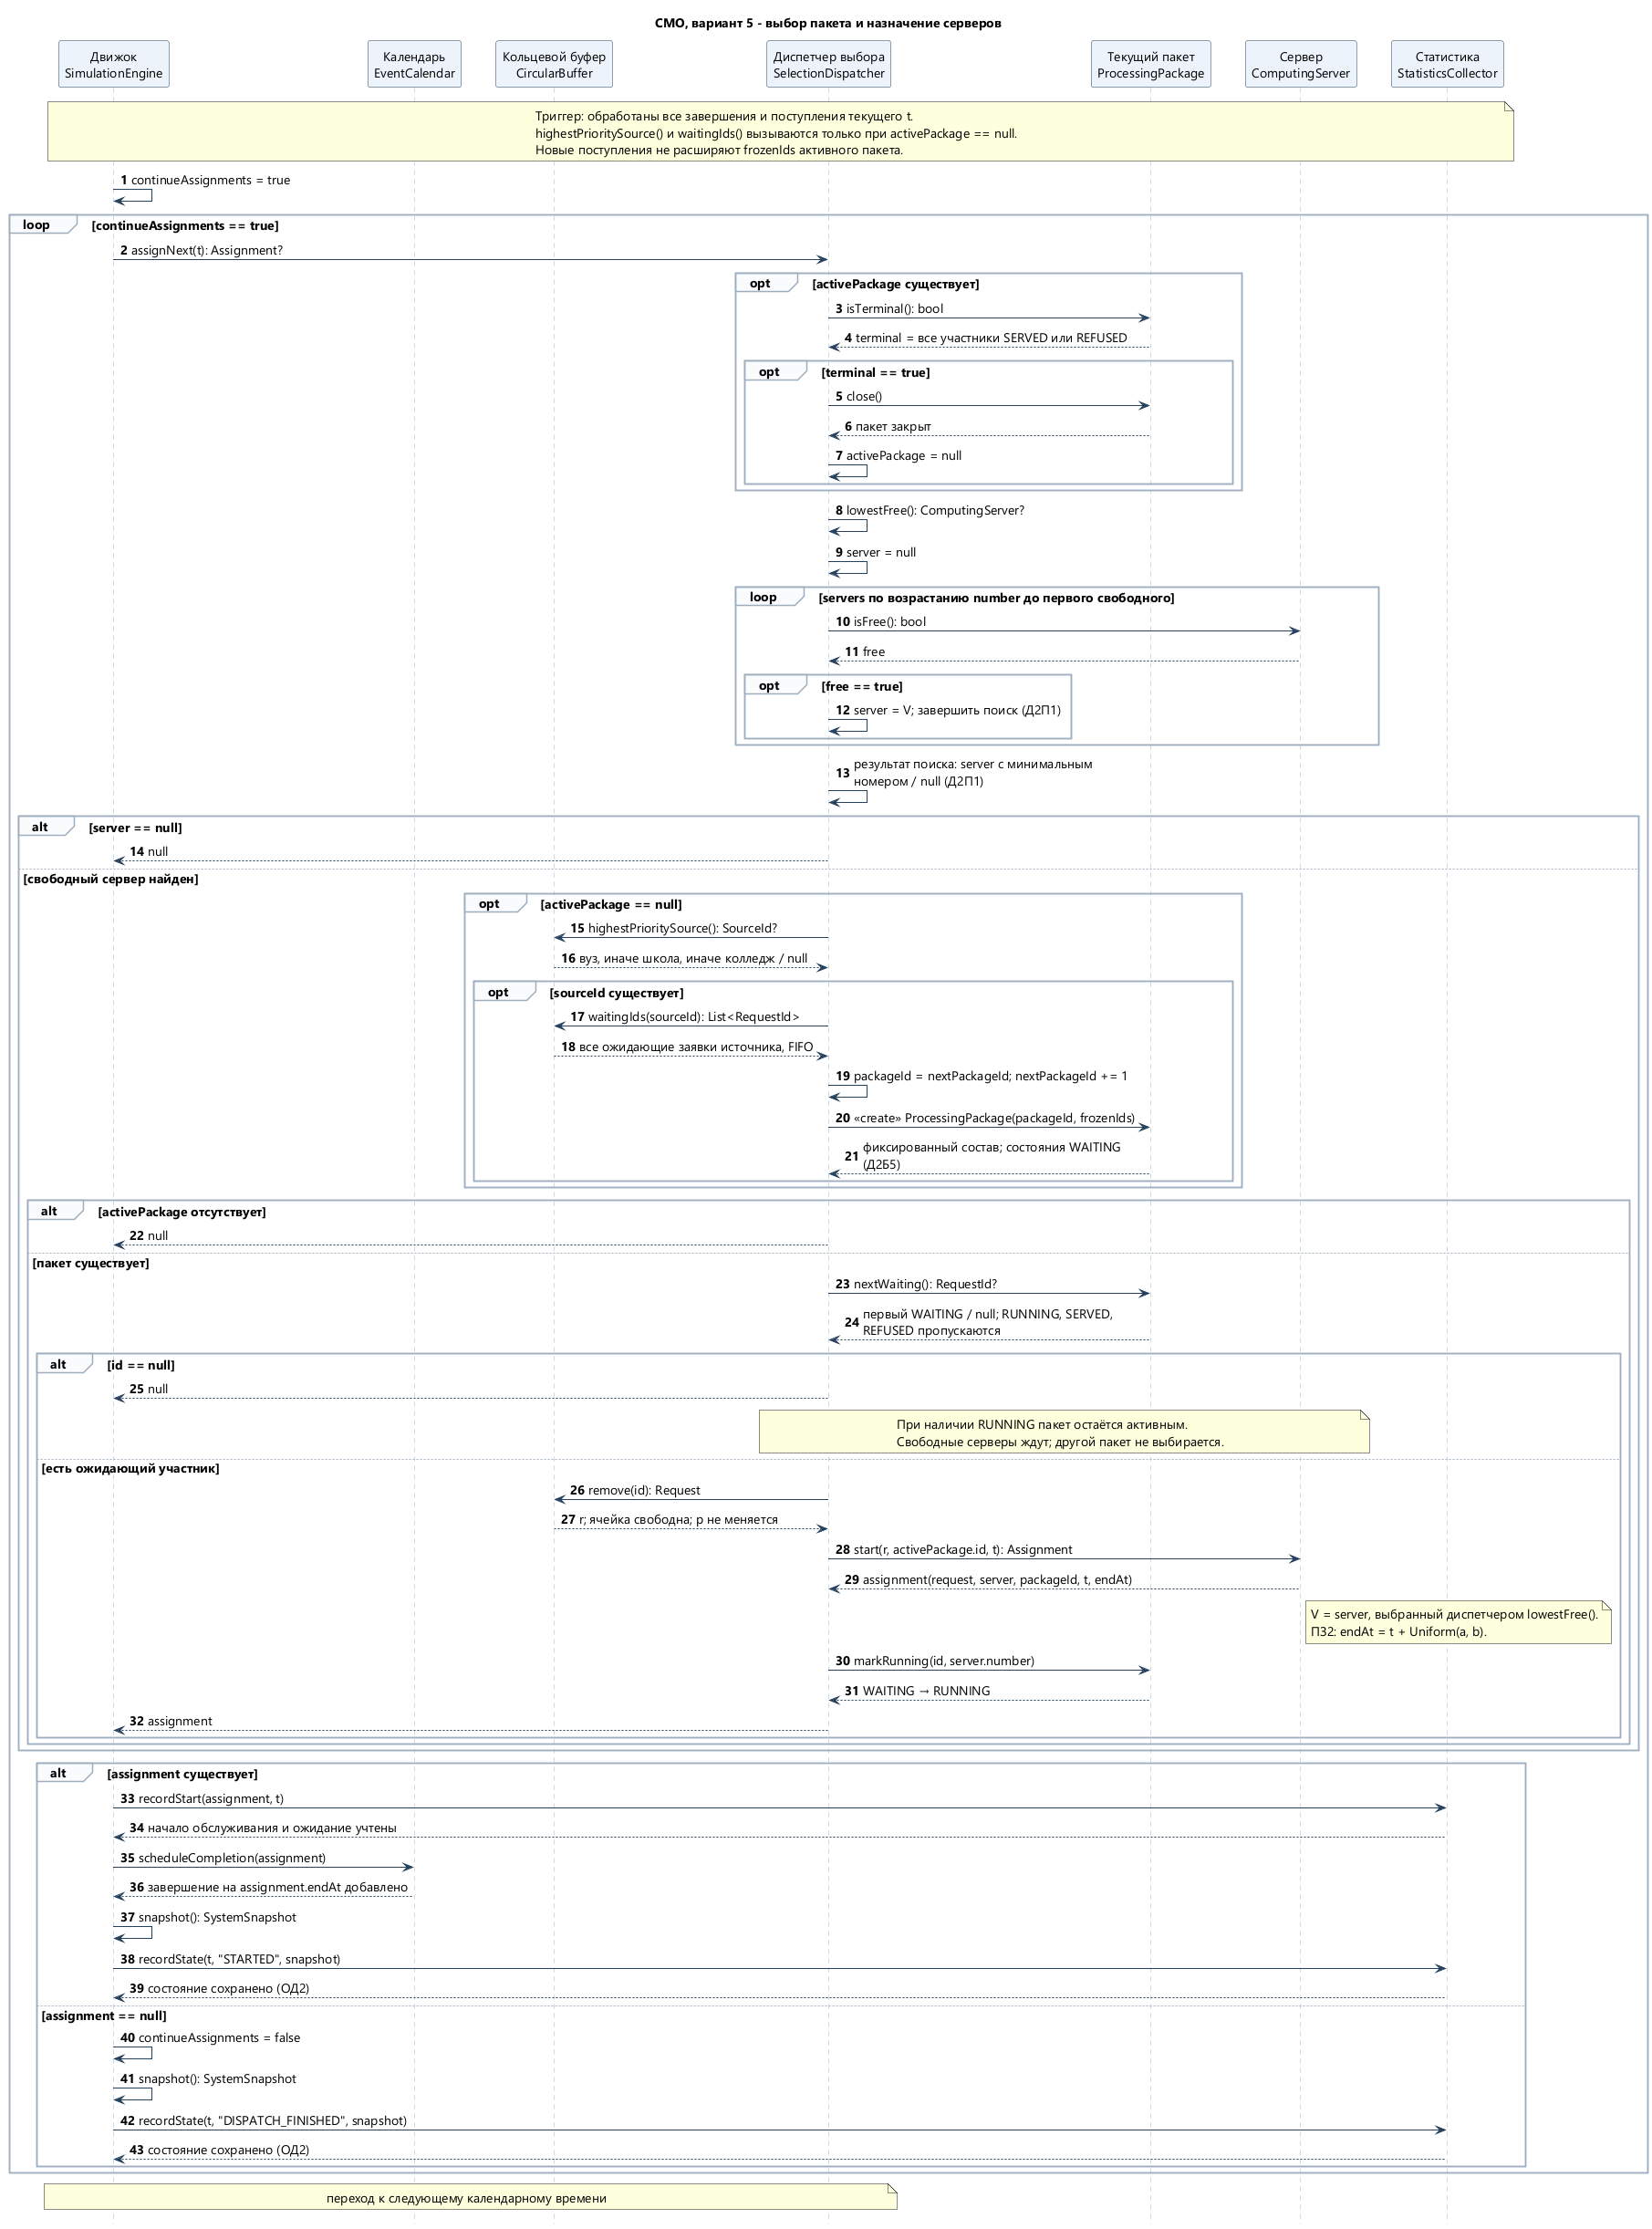 СМО, вариант 5 - выбор пакета и назначение серверов
Движок
SimulationEngine
Календарь
EventCalendar
Кольцевой буфер
CircularBuffer
Диспетчер выбора
SelectionDispatcher
Текущий пакет
ProcessingPackage
Сервер
ComputingServer
Статистика
StatisticsCollector
Триггер: обработаны все завершения и поступления текущего t.
highestPrioritySource() и waitingIds() вызываются только при activePackage == null.
Новые поступления не расширяют frozenIds активного пакета.
1 continueAssignments = true
loop [continueAssignments == true]
2 assignNext(t): Assignment?
opt [activePackage существует]
3 isTerminal(): bool
4 terminal = все участники SERVED или REFUSED
opt [terminal == true]
5 close()
6 пакет закрыт
7 activePackage = null
8 lowestFree(): ComputingServer?
9 server = null
loop [servers по возрастанию number до первого свободного]
10 isFree(): bool
11 free
opt [free == true]
12 server = V; завершить поиск (Д2П1)
13 результат поиска: server с минимальным
номером / null (Д2П1)
alt [server == null]
14 null
[свободный сервер найден]
opt [activePackage == null]
15 highestPrioritySource(): SourceId?
16 вуз, иначе школа, иначе колледж / null
opt [sourceId существует]
17 waitingIds(sourceId): List<RequestId>
18 все ожидающие заявки источника, FIFO
19 packageId = nextPackageId; nextPackageId += 1
20 «create» ProcessingPackage(packageId, frozenIds)
21 фиксированный состав; состояния WAITING
(Д2Б5)
alt [activePackage отсутствует]
22 null
[пакет существует]
23 nextWaiting(): RequestId?
24 первый WAITING / null; RUNNING, SERVED,
REFUSED пропускаются
alt [id == null]
25 null
При наличии RUNNING пакет остаётся активным.
Свободные серверы ждут; другой пакет не выбирается.
[есть ожидающий участник]
26 remove(id): Request
27 r; ячейка свободна; p не меняется
28 start(r, activePackage.id, t): Assignment
29 assignment(request, server, packageId, t, endAt)
V = server, выбранный диспетчером lowestFree().
ПЗ2: endAt = t + Uniform(a, b).
30 markRunning(id, server.number)
31 WAITING → RUNNING
32 assignment
alt [assignment существует]
33 recordStart(assignment, t)
34 начало обслуживания и ожидание учтены
35 scheduleCompletion(assignment)
36 завершение на assignment.endAt добавлено
37 snapshot(): SystemSnapshot
38 recordState(t, "STARTED", snapshot)
39 состояние сохранено (ОД2)
[assignment == null]
40 continueAssignments = false
41 snapshot(): SystemSnapshot
42 recordState(t, "DISPATCH_FINISHED", snapshot)
43 состояние сохранено (ОД2)
переход к следующему календарному времени